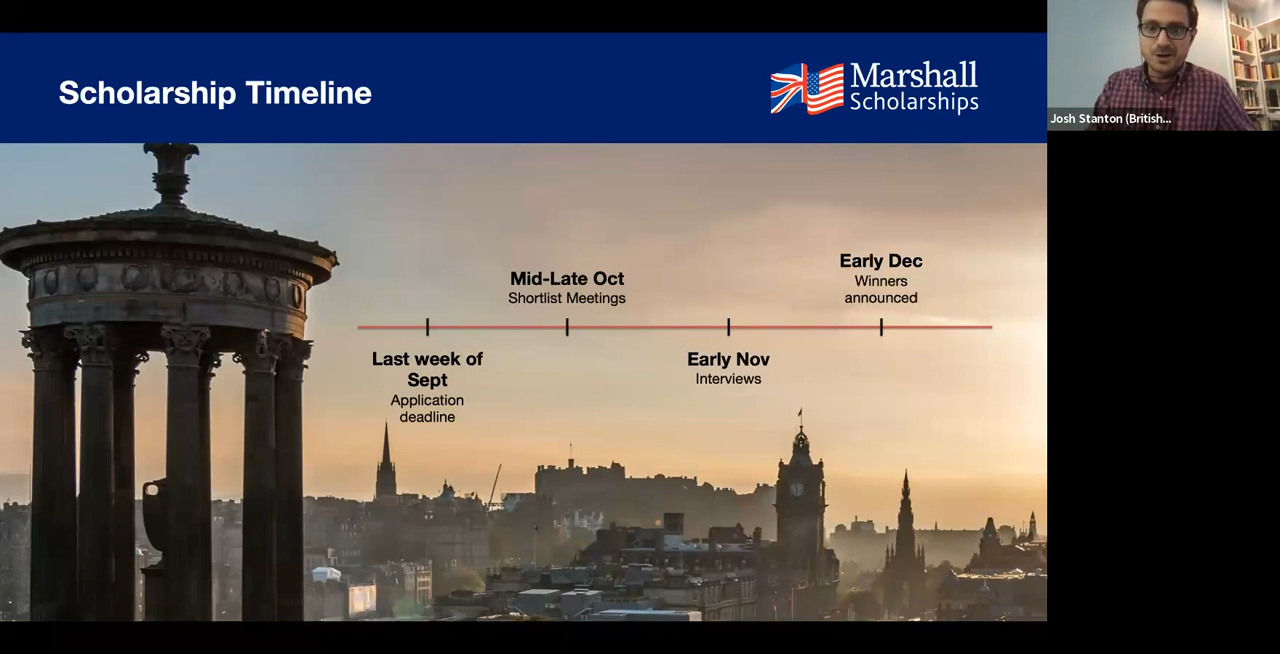 Scholarship Timeline
Marshall
Scholarships
Josh Stanton (British...
Early Dec
Winners
announced
Mid-Late Oct
Shortlist Meetings
Last week of
Sept
Application
deadline
Early Nov
Interviews